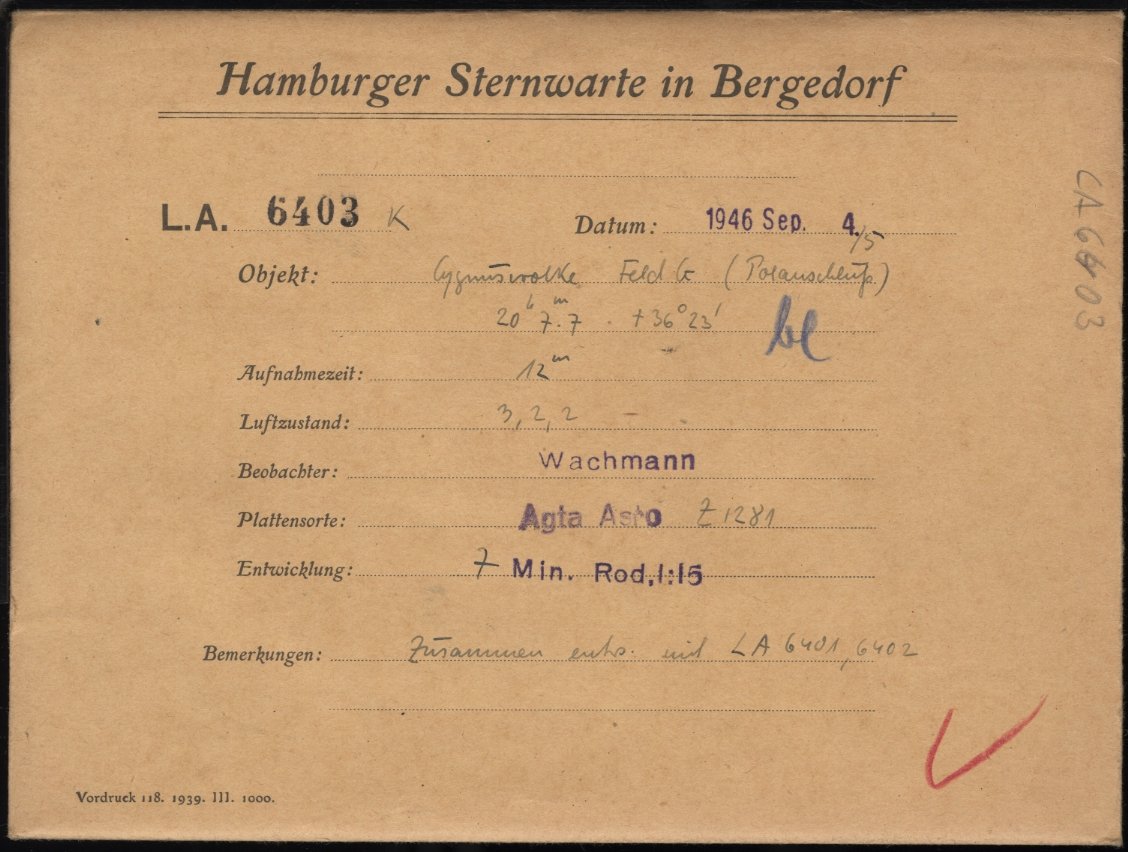 Hamburger Sternwarte in Bergedorf
L.A. 6403 K
Datum: 1946 Sep. 4./5
Objekt: Cygnuswolke Feld G (Polanschluß)
20h 7m.7 +36°23'
bl
Aufnahmezeit: 12m
Luftzustand: 3, 2, 2
Beobachter: Wachmann
Plattensorte: Agfa Astro Z 1281
Entwicklung: 7 Min. Rod. 1:15
Bemerkungen: Zusammen entw. mit LA 6401, 6402
Vordruck 118. 1939. III. 1000.
LA 6403